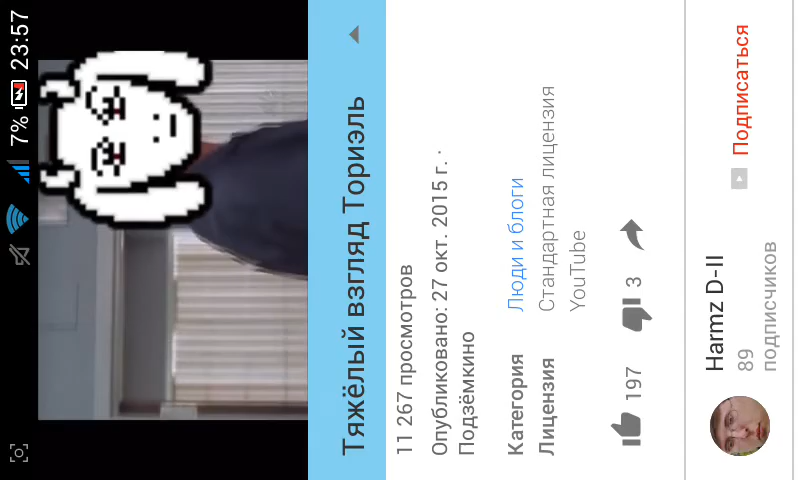 7% 23:57
Тяжёлый взгляд Ториэль
11 267 просмотров
Опубликовано: 27 окт. 2015 г. ·
Подзёмкино
Категория Люди и блоги
Лицензия Стандартная лицензия
YouTube
197 3
Harmz D-II
89
подписчиков
Подписаться